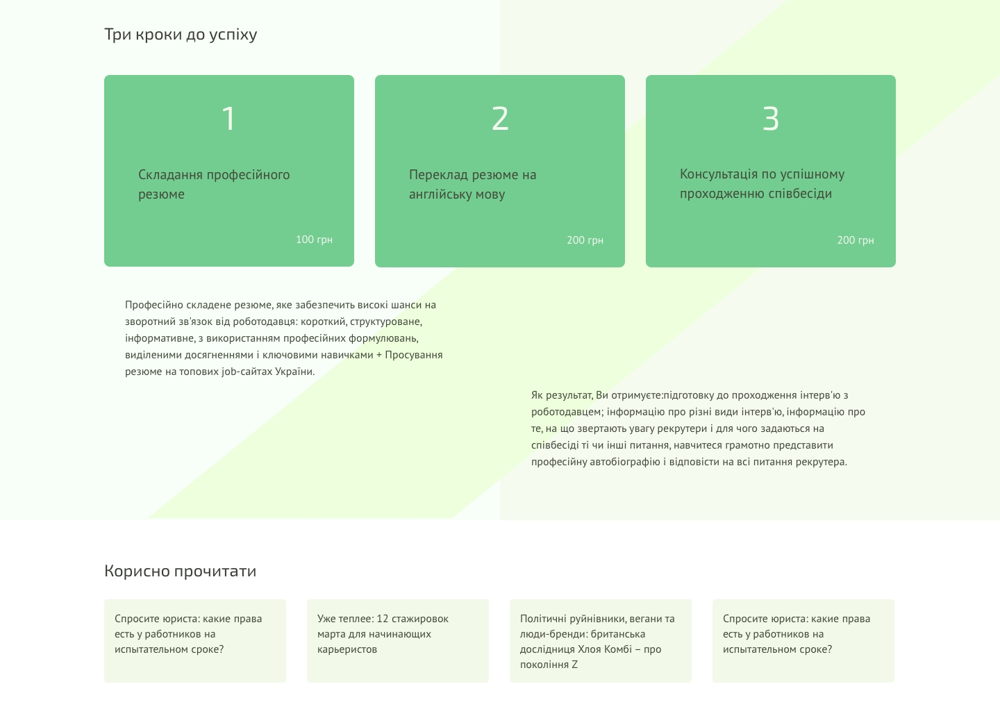 Три кроки до успіху
1
Складання професійного
резюме
100 грн
2
Переклад резюме на
англійську мову
200 грн
3
Консультація по успішному
проходженню співбесіди
200 грн
Професійно складене резюме, яке забезпечить високі шанси на
зворотний зв'язок від роботодавця: короткий, структуроване,
інформативне, з використанням професійних формулювань,
виділеними досягненнями і ключовими навичками + Просування
резюме на топових job-сайтах України.
Як результат, Ви отримуєте:підготовку до проходження інтерв'ю з
роботодавцем; інформацію про різні види інтерв'ю, інформацію про
те, на що звертають увагу рекрутери і для чого задаються на
співбесіді ті чи інші питання, навчитеся грамотно представити
професійну автобіографію і відповісти на всі питання рекрутера.
Корисно прочитати
Спросите юриста: какие права
есть у работников на
испытательном сроке?
Уже теплее: 12 стажировок
марта для начинающих
карьеристов
Політичні руйнівники, вегани та
люди-бренди: британська
дослідниця Хлоя Комбі – про
покоління Z
Спросите юриста: какие права
есть у работников на
испытательном сроке?